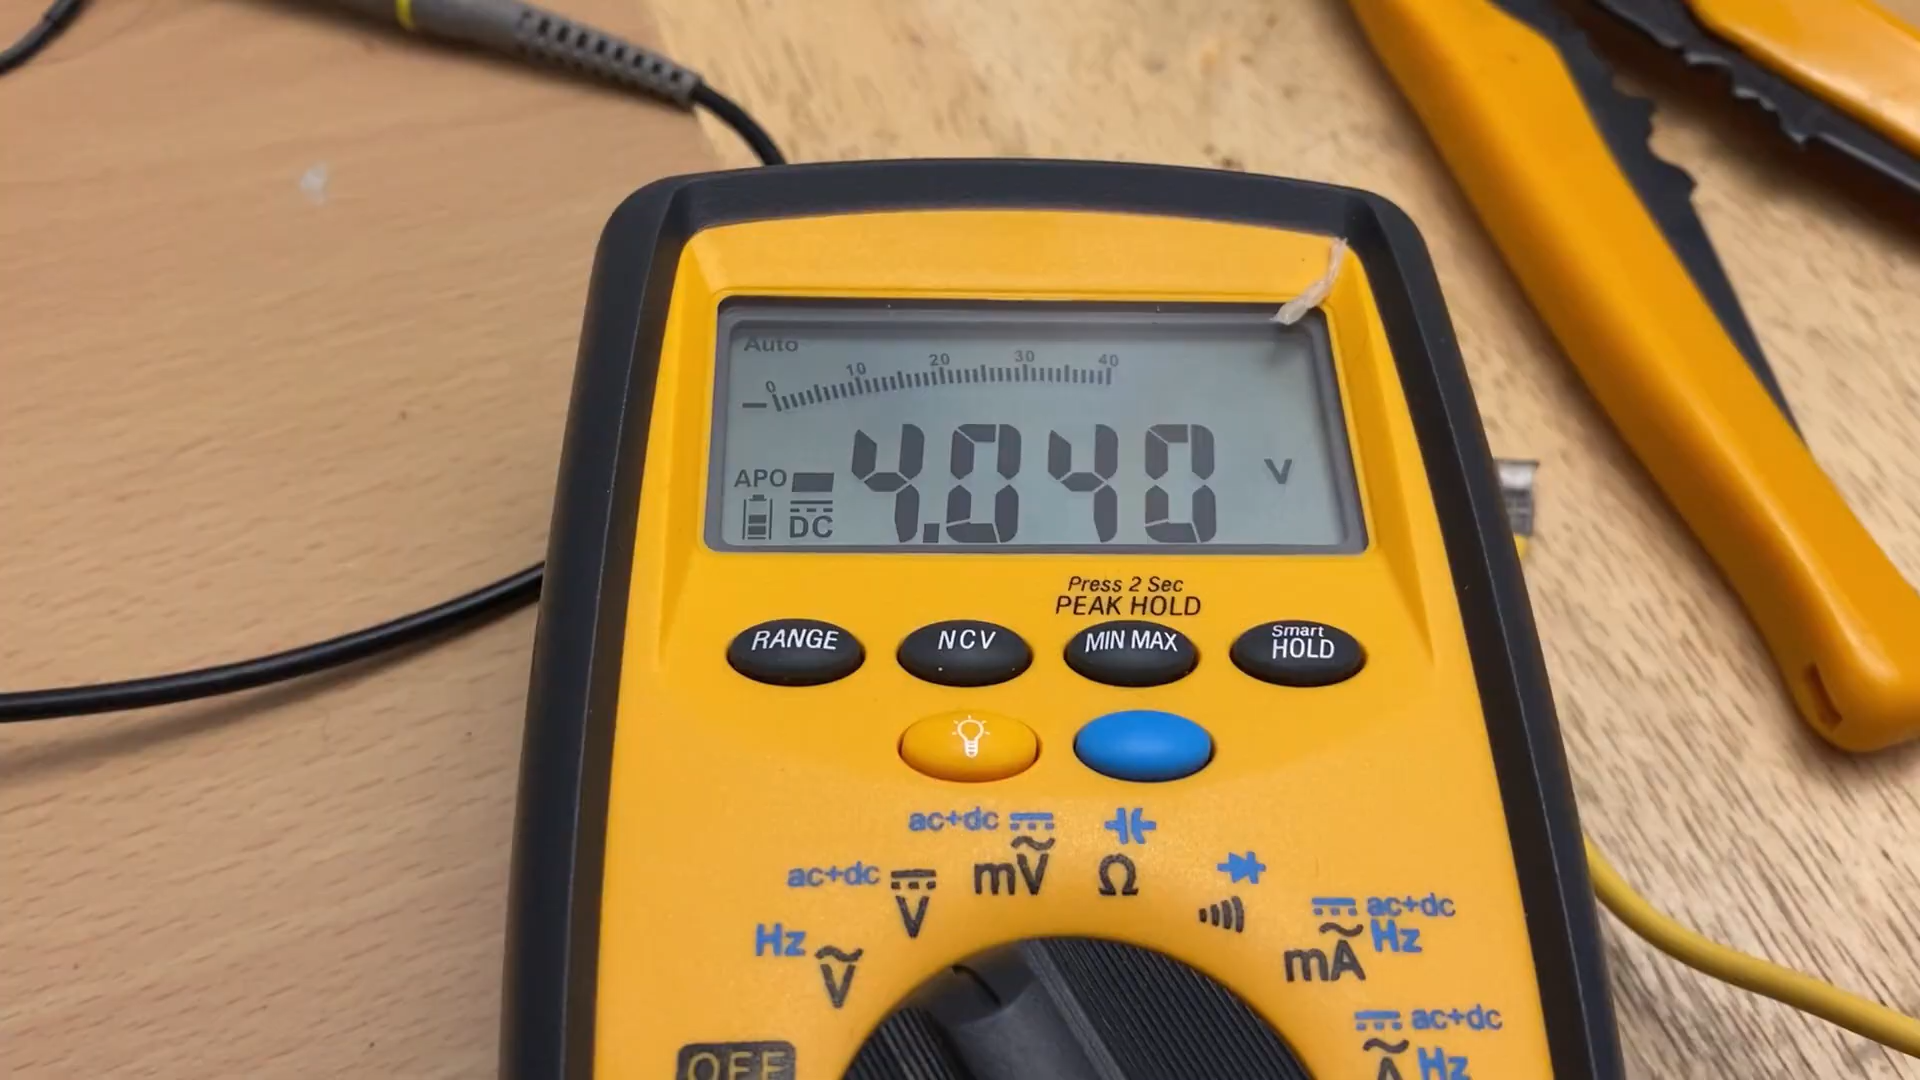 Auto
0 10 20 30 40
APO
DC
-4.040 V
Press 2 Sec
PEAK HOLD
RANGE NCV MIN MAX Smart HOLD
ac+dc mV
Ω
ac+dc V
Hz V
mA ac+dc Hz
A ac+dc Hz
OFF